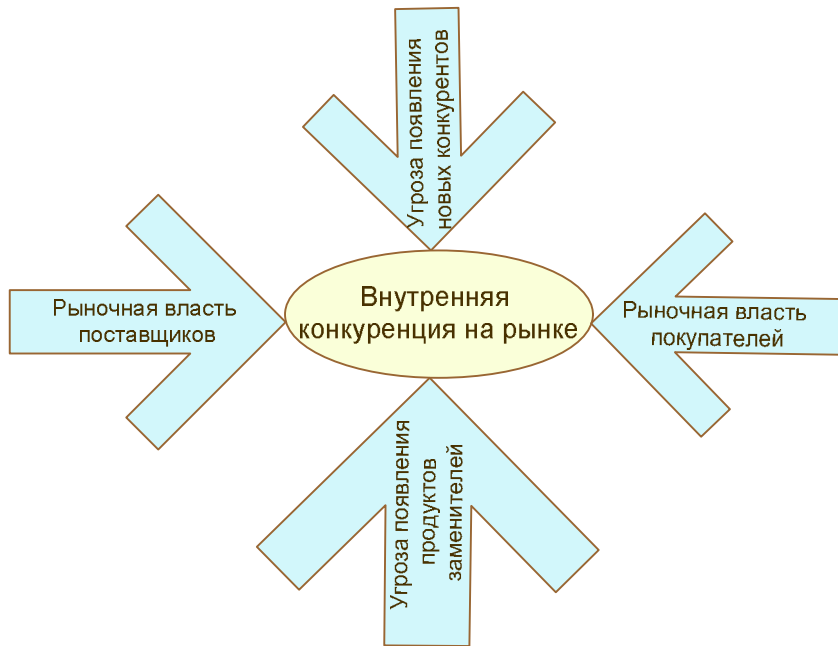 Угроза появления
новых конкурентов
Рыночная власть
поставщиков
Внутренняя
конкуренция на рынке
Рыночная власть
покупателей
Угроза появления
продуктов
заменителей